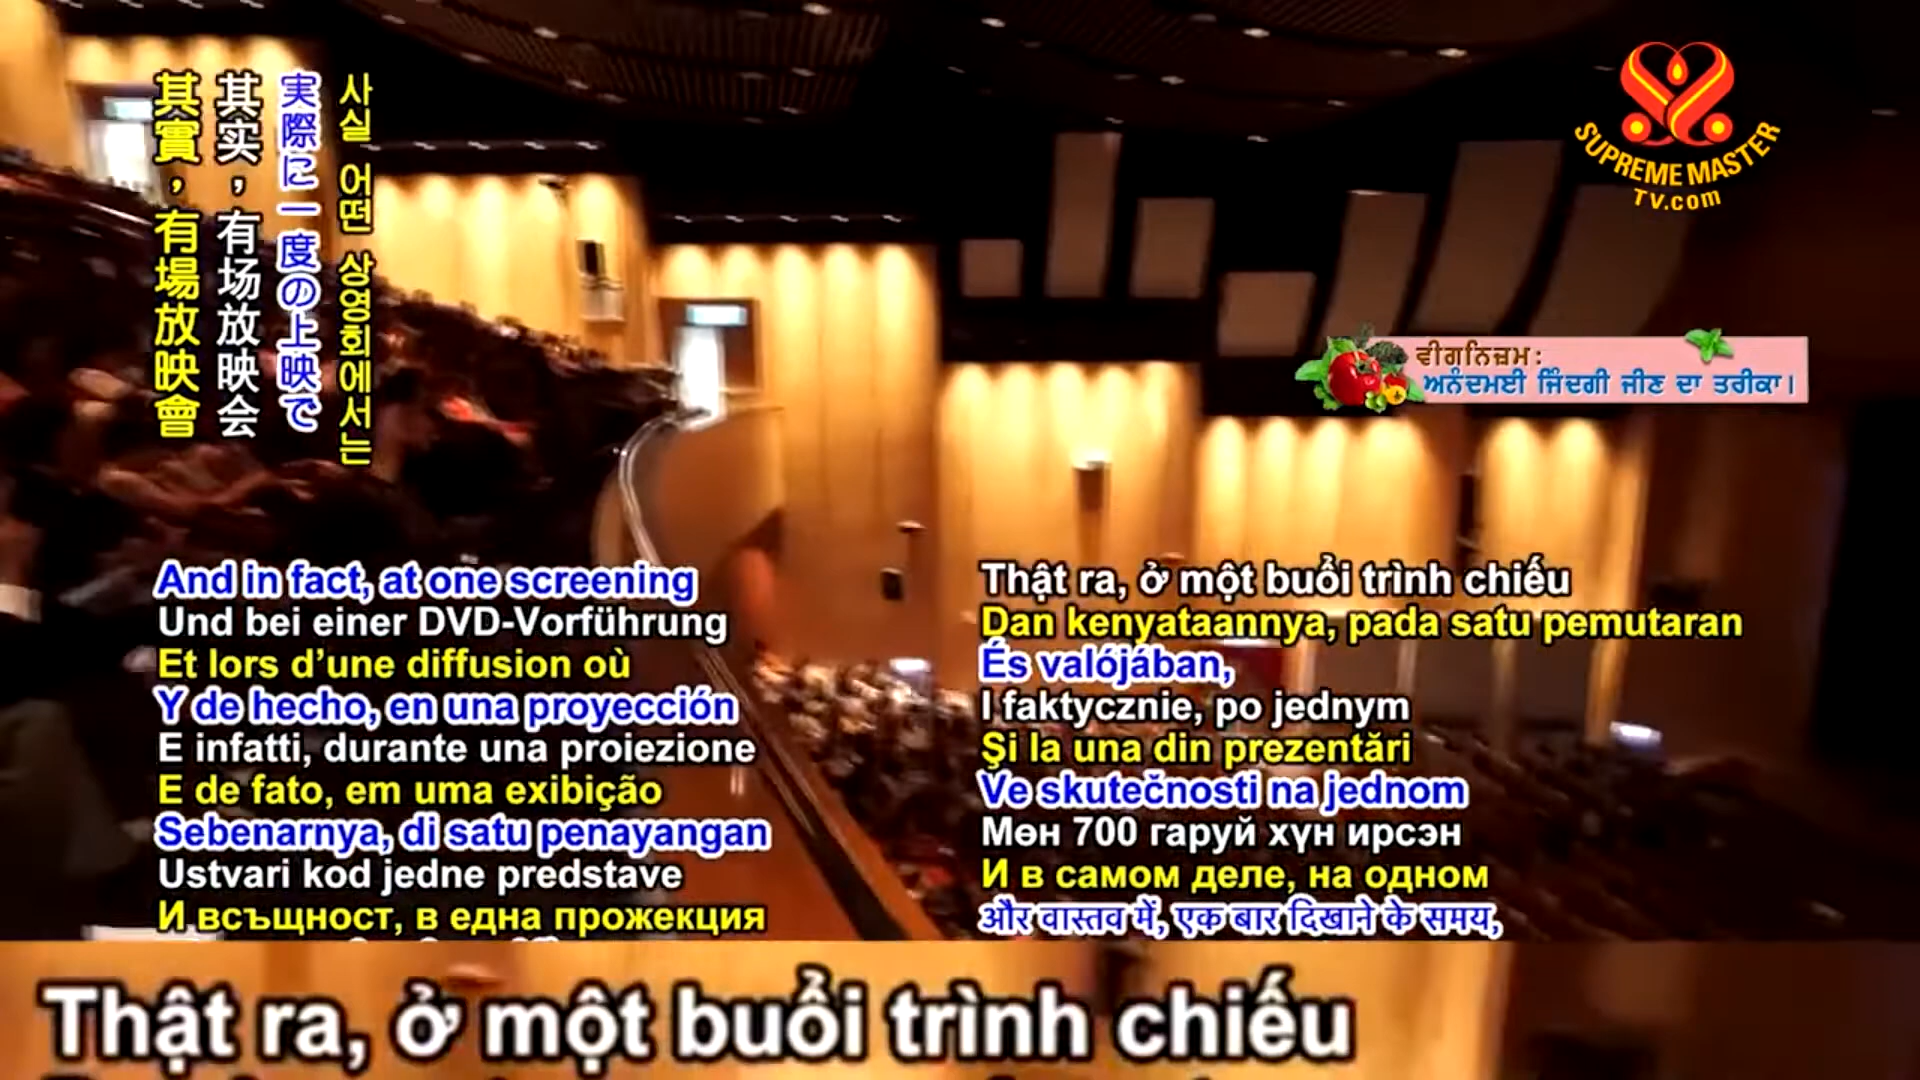 其實，有場放映會
其实，有场放映会
実際に一度の上映で
사실 어떤 상영회에서는
SUPREME MASTER
TV.com
ਵੀਗਨਿਜ਼ਮ:
ਅਨੰਦਮਈ ਜਿੰਦਗੀ ਜੀਣ ਦਾ ਤਰੀਕਾ।
And in fact, at one screening
Und bei einer DVD-Vorführung
Et lors d’une diffusion où
Y de hecho, en una proyección
E infatti, durante una proiezione
E de fato, em uma exibição
Sebenarnya, di satu penayangan
Ustvari kod jedne predstave
И всъщност, в една прожекция
Thật ra, ở một buổi trình chiếu
Dan kenyataannya, pada satu pemutaran
És valójában,
I faktycznie, po jednym
Şi la una din prezentări
Ve skutečnosti na jednom
Мөн 700 гаруй хүн ирсэн
И в самом деле, на одном
और वास्तव में, एक बार दिखाने के समय,
Thật ra, ở một buổi trình chiếu